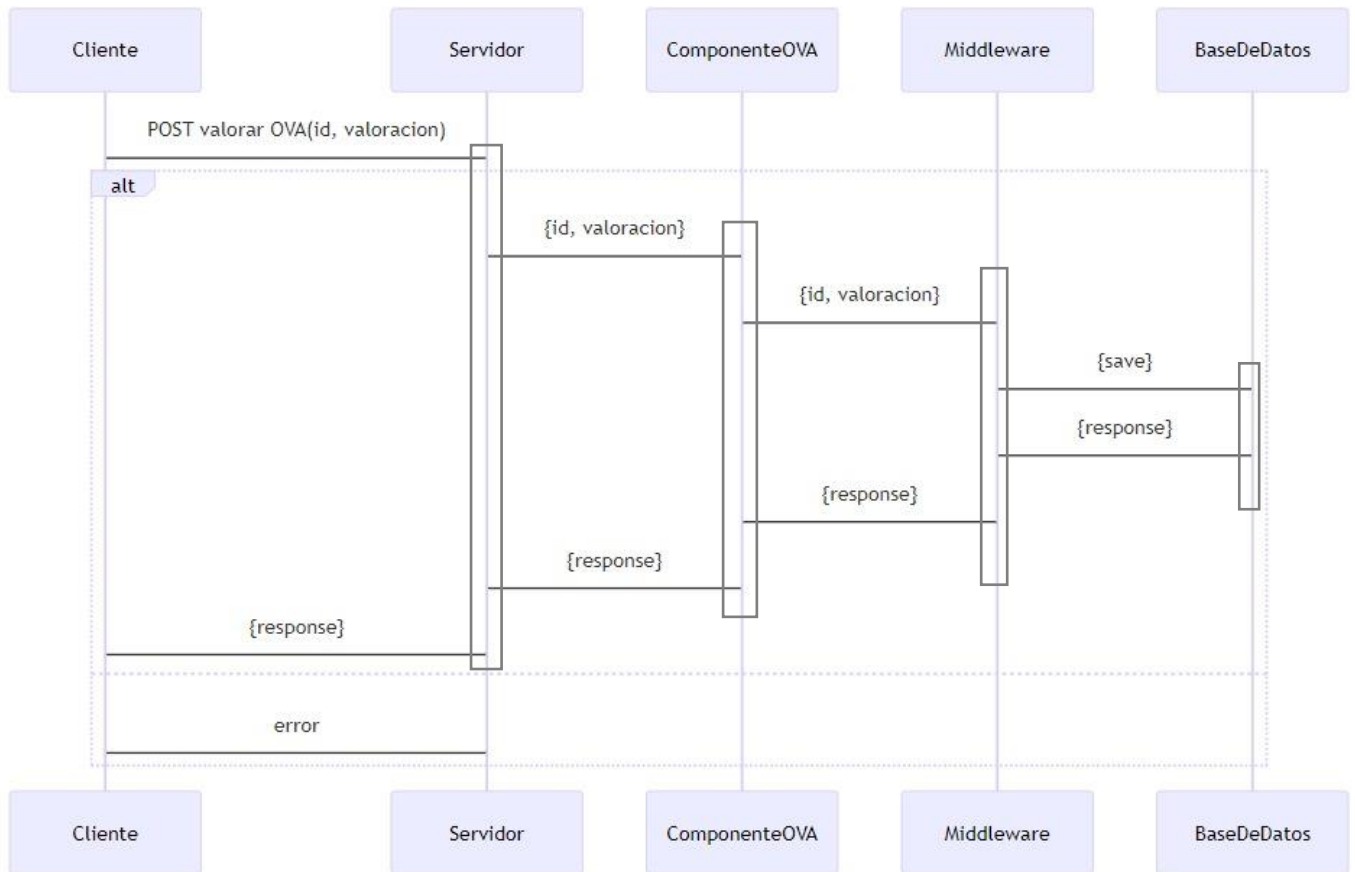 Cliente
Servidor
ComponenteOVA
Middleware
BaseDeDatos
POST valorar OVA(id, valoracion)
alt
{id, valoracion}
{id, valoracion}
{save}
{response}
{response}
{response}
{response}
error
Cliente
Servidor
ComponenteOVA
Middleware
BaseDeDatos